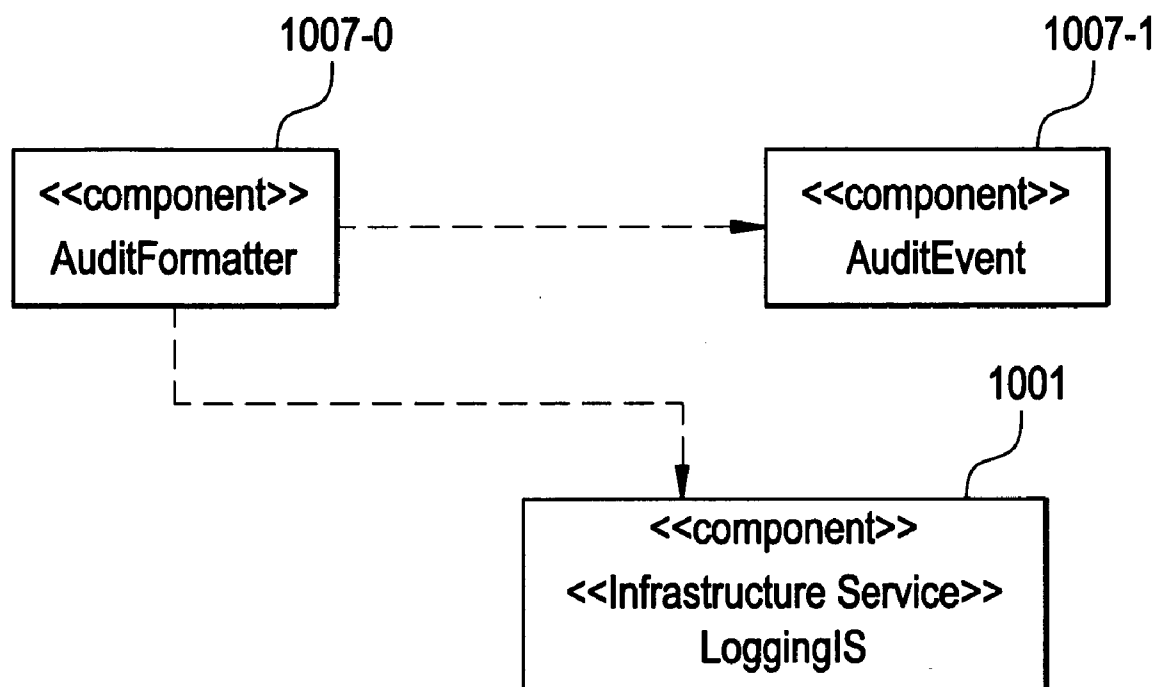 1007-0
1007-1
<<component>>
AuditFormatter
<<component>>
AuditEvent
1001
<<component>>
<<Infrastructure Service>>
LoggingIS